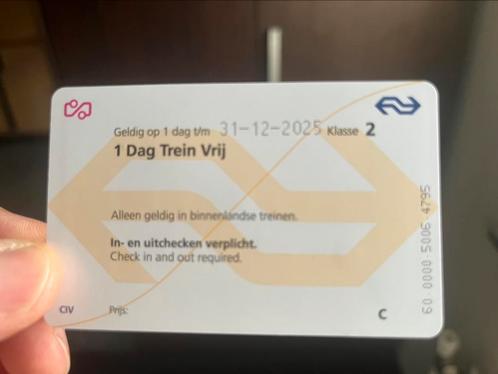 Geldig op 1 dag t/m 31-12-2025 Klasse 2
1 Dag Trein Vrij
Alleen geldig in binnenlandse treinen.
In- en uitchecken verplicht.
Check in and out required.
CIV Prijs: C
60 0000 5006 4795